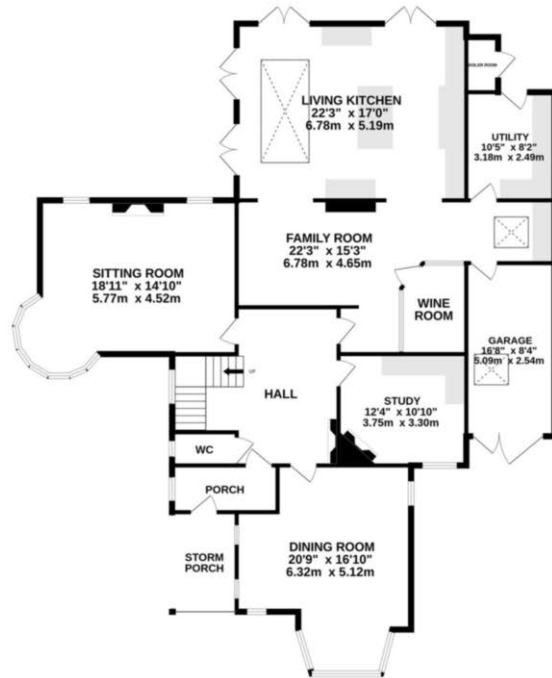 BOILER ROOM
LIVING KITCHEN
22'3" x 17'0"
6.78m x 5.19m
UTILITY
10'5" x 8'2"
3.18m x 2.49m
FAMILY ROOM
22'3" x 15'3"
6.78m x 4.65m
SITTING ROOM
18'11" x 14'10"
5.77m x 4.52m
WINE
ROOM
GARAGE
16'8" x 8'4"
5.09m x 2.54m
UP
HALL
STUDY
12'4" x 10'10"
3.75m x 3.30m
WC
PORCH
STORM
PORCH
DINING ROOM
20'9" x 16'10"
6.32m x 5.12m